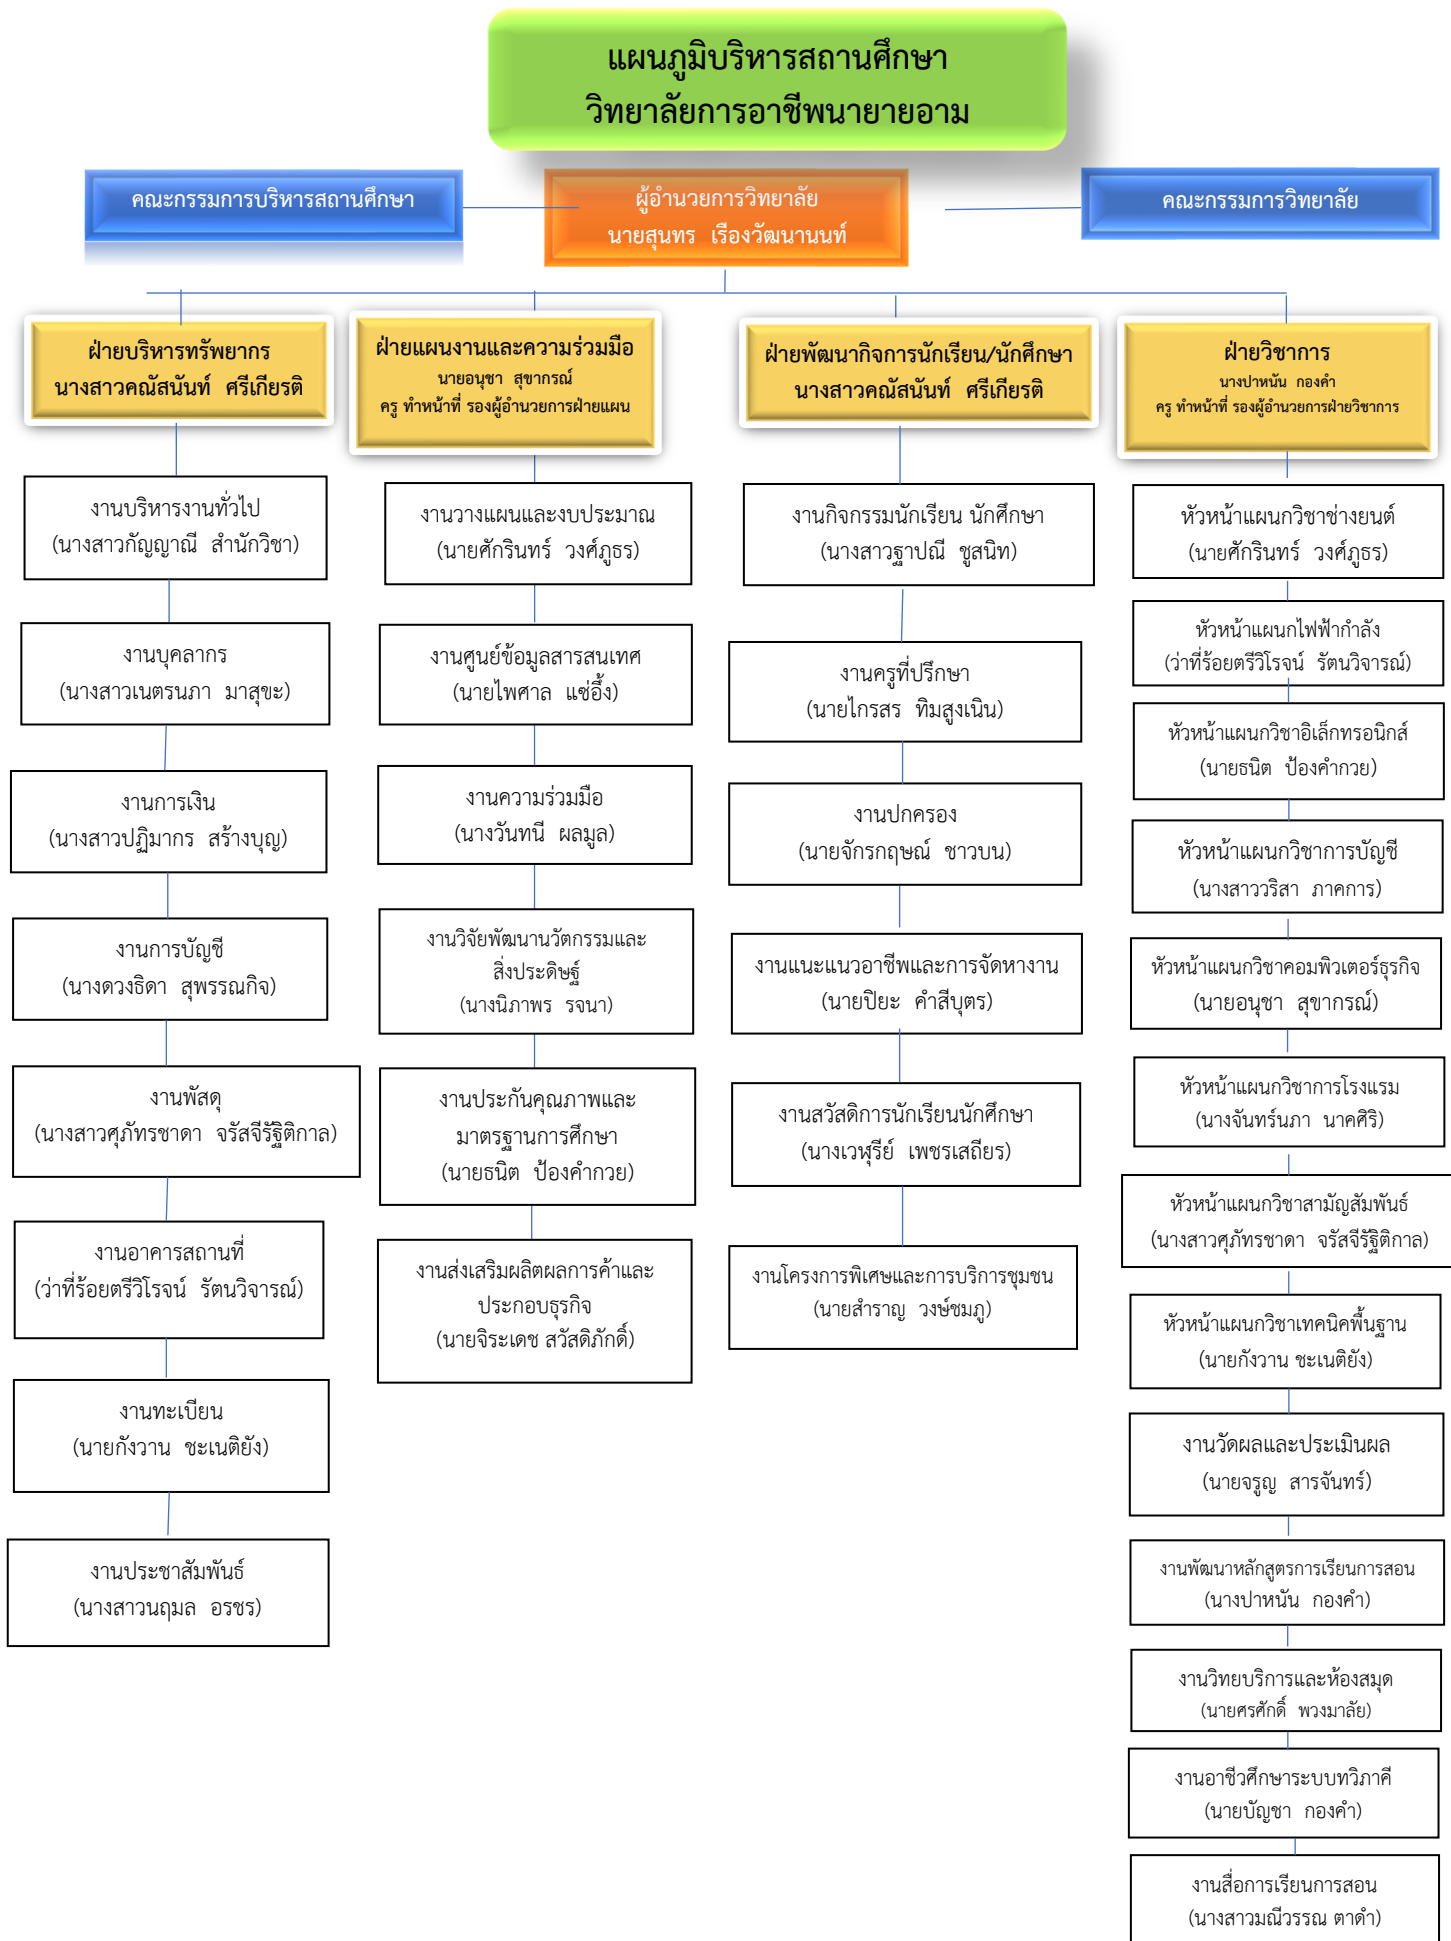 แผนภูมิบริหารสถานศึกษา
วิทยาลัยการอาชีพนายายอาม
คณะกรรมการบริหารสถานศึกษา
ผู้อำนวยการวิทยาลัย
นายสุนทร เรืองวัฒนานนท์
คณะกรรมการวิทยาลัย
ฝ่ายบริหารทรัพยากร
นางสาวคณัสนันท์ ศรีเกียรติ
งานบริหารงานทั่วไป
(นางสาวกัญญาณี สำนักวิชา)
งานบุคลากร
(นางสาวเนตรนภา มาสุขะ)
งานการเงิน
(นางสาวปฏิมากร สร้างบุญ)
งานการบัญชี
(นางดวงธิดา สุพรรณกิจ)
งานพัสดุ
(นางสาวศุภัทรชาดา จรัสจีรัฐิติกาล)
งานอาคารสถานที่
(ว่าที่ร้อยตรีวิโรจน์ รัตนวิจารณ์)
งานทะเบียน
(นายกังวาน ชะเนติยัง)
งานประชาสัมพันธ์
(นางสาวนฤมล อรชร)
ฝ่ายแผนงานและความร่วมมือ
นายอนุชา สุขากรณ์
ครู ทำหน้าที่ รองผู้อำนวยการฝ่ายแผน
งานวางแผนและงบประมาณ
(นายศักรินทร์ วงศ์ภูธร)
งานศูนย์ข้อมูลสารสนเทศ
(นายไพศาล แซ่อึ้ง)
งานความร่วมมือ
(นางวันทนี ผลมูล)
งานวิจัยพัฒนานวัตกรรมและ
สิ่งประดิษฐ์
(นางนิภาพร รจนา)
งานประกันคุณภาพและ
มาตรฐานการศึกษา
(นายธนิต ป้องคำกวย)
งานส่งเสริมผลิตผลการค้าและ
ประกอบธุรกิจ
(นายจิระเดช สวัสดิภักดิ์)
ฝ่ายพัฒนากิจการนักเรียน/นักศึกษา
นางสาวคณัสนันท์ ศรีเกียรติ
งานกิจกรรมนักเรียน นักศึกษา
(นางสาวฐาปณี ชูสนิท)
งานครูที่ปรึกษา
(นายไกรสร ทิมสูงเนิน)
งานปกครอง
(นายจักรกฤษณ์ ชาวบน)
งานแนะแนวอาชีพและการจัดหางาน
(นายปิยะ คำสีบุตร)
งานสวัสดิการนักเรียนนักศึกษา
(นางเวฬุรีย์ เพชรเสถียร)
งานโครงการพิเศษและการบริการชุมชน
(นายสำราญ วงษ์ชมภู)
ฝ่ายวิชาการ
นางปาหนัน กองคำ
ครู ทำหน้าที่ รองผู้อำนวยการฝ่ายวิชาการ
หัวหน้าแผนกวิชาช่างยนต์
(นายศักรินทร์ วงศ์ภูธร)
หัวหน้าแผนกไฟฟ้ากำลัง
(ว่าที่ร้อยตรีวิโรจน์ รัตนวิจารณ์)
หัวหน้าแผนกวิชาอิเล็กทรอนิกส์
(นายธนิต ป้องคำกวย)
หัวหน้าแผนกวิชาการบัญชี
(นางสาววริสา ภาคการ)
หัวหน้าแผนกวิชาคอมพิวเตอร์ธุรกิจ
(นายอนุชา สุขากรณ์)
หัวหน้าแผนกวิชาการโรงแรม
(นางจันทร์นภา นาคศิริ)
หัวหน้าแผนกวิชาสามัญสัมพันธ์
(นางสาวศุภัทรชาดา จรัสจีรัฐิติกาล)
หัวหน้าแผนกวิชาเทคนิคพื้นฐาน
(นายกังวาน ชะเนติยัง)
งานวัดผลและประเมินผล
(นายจรูญ สารจันทร์)
งานพัฒนาหลักสูตรการเรียนการสอน
(นางปาหนัน กองคำ)
งานวิทยบริการและห้องสมุด
(นายศรศักดิ์ พวงมาลัย)
งานอาชีวศึกษาระบบทวิภาคี
(นายบัญชา กองคำ)
งานสื่อการเรียนการสอน
(นางสาวมณีวรรณ ตาดำ)